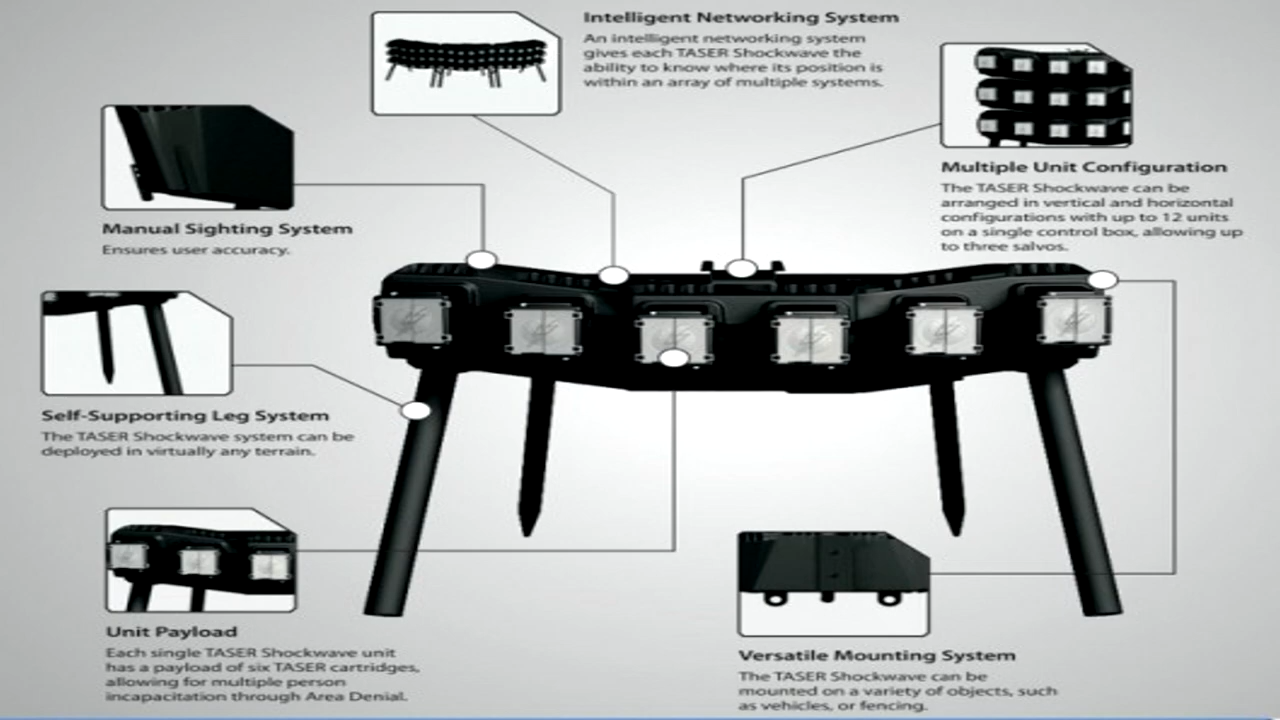 Intelligent Networking System
An intelligent networking system
gives each TASER Shockwave the
ability to know where its position is
within an array of multiple systems.
Multiple Unit Configuration
The TASER Shockwave can be
arranged in vertical and horizontal
configurations with up to 12 units
on a single control box, allowing up
to three salvos.
Manual Sighting System
Ensures user accuracy.
Self-Supporting Leg System
The TASER Shockwave system can be
deployed in virtually any terrain.
Unit Payload
Each single TASER Shockwave unit
has a payload of six TASER cartridges,
allowing for multiple person
incapacitation through Area Denial.
Versatile Mounting System
The TASER Shockwave can be
mounted on a variety of objects, such
as vehicles, or fencing.